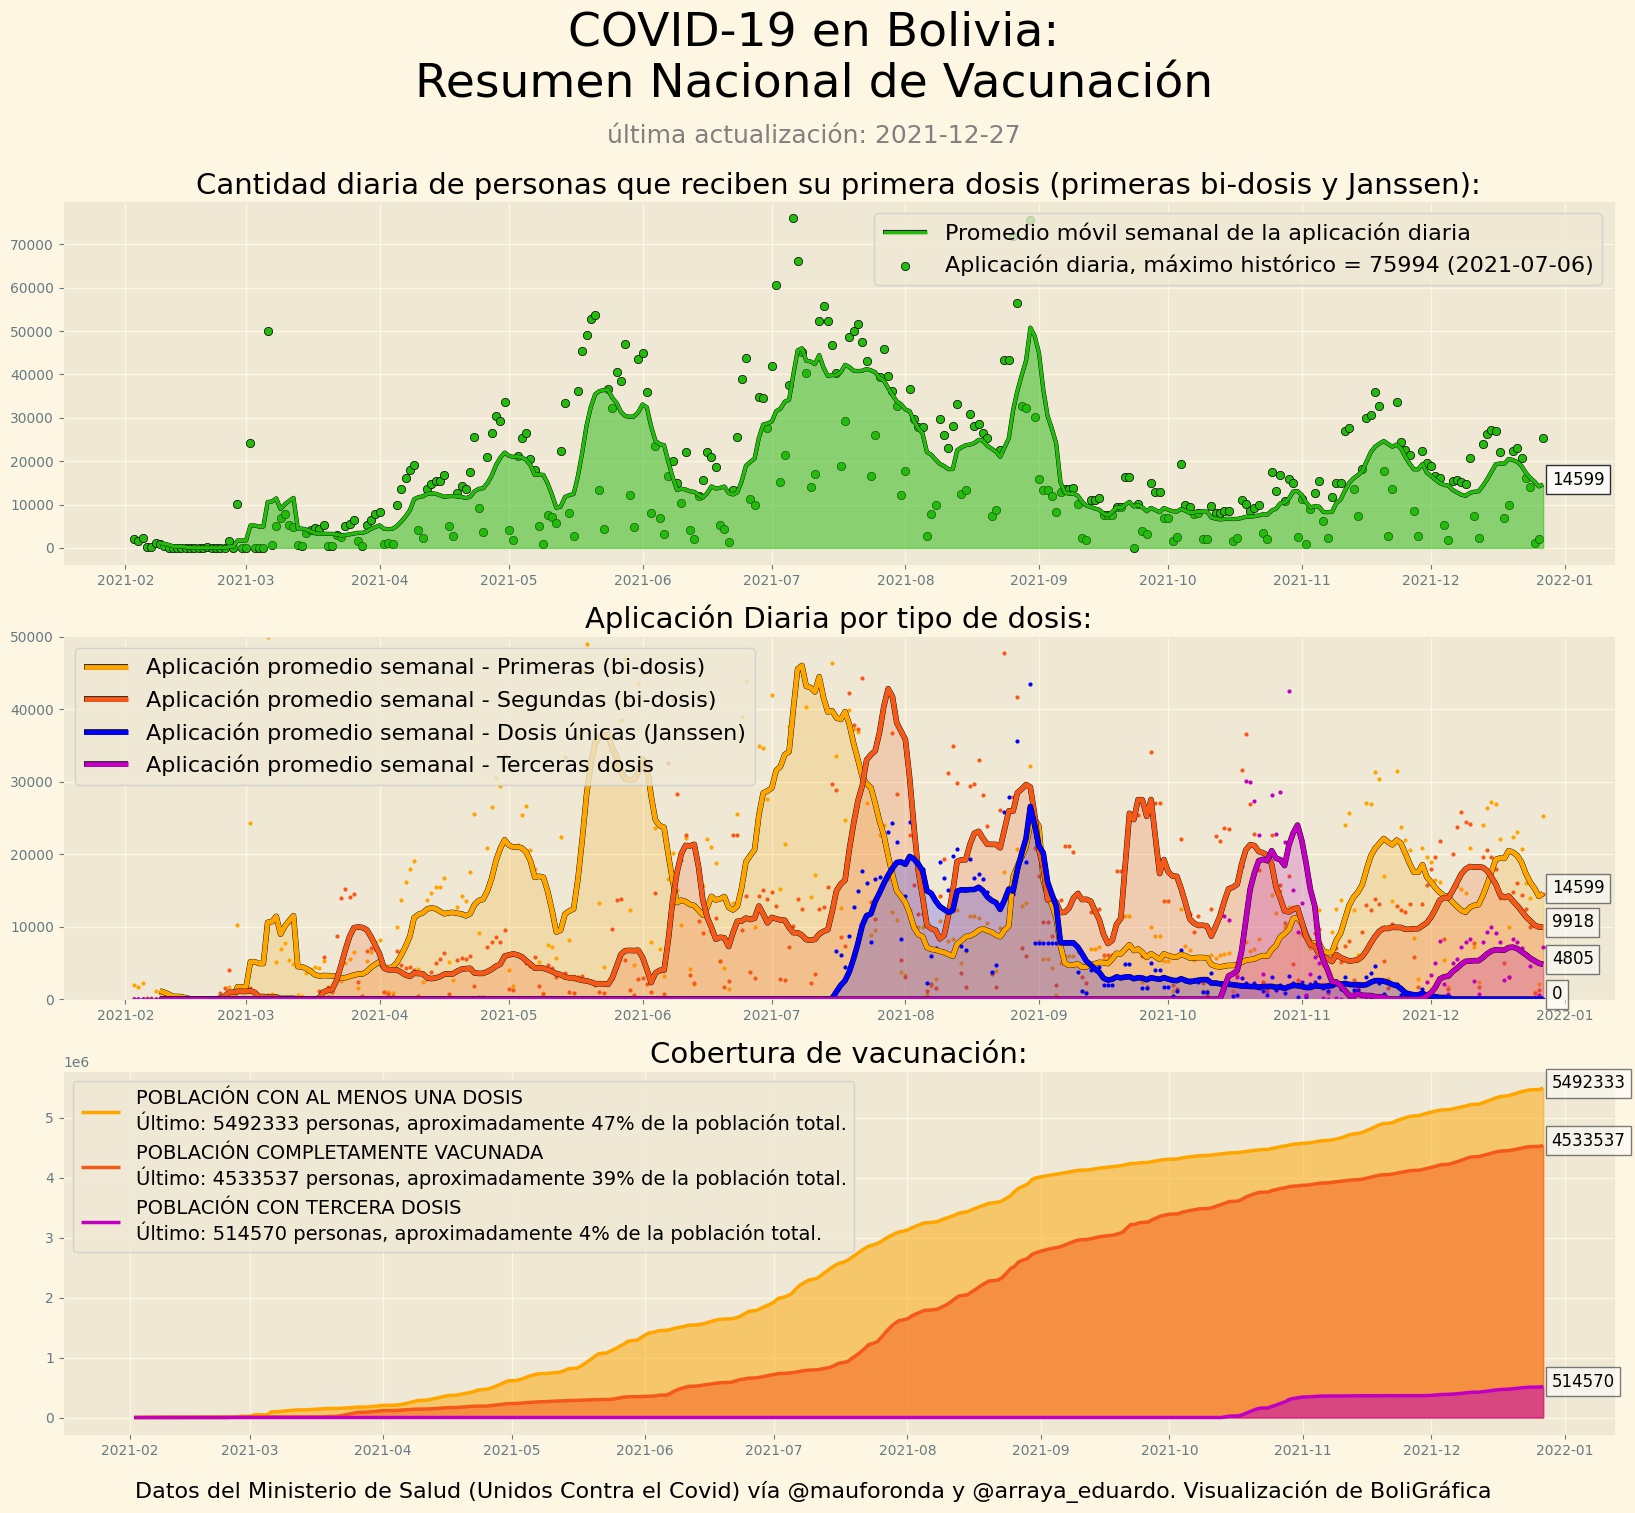 COVID-19 en Bolivia:
Resumen Nacional de Vacunación
última actualización: 2021-12-27
Cantidad diaria de personas que reciben su primera dosis (primeras bi-dosis y Janssen):
Promedio móvil semanal de la aplicación diaria
Aplicación diaria, máximo histórico = 75994 (2021-07-06)
70000
60000
50000
40000
30000
20000
10000
0
14599
2021-02 2021-03 2021-04 2021-05 2021-06 2021-07 2021-08 2021-09 2021-10 2021-11 2021-12 2022-01
Aplicación Diaria por tipo de dosis:
Aplicación promedio semanal - Primeras (bi-dosis)
Aplicación promedio semanal - Segundas (bi-dosis)
Aplicación promedio semanal - Dosis únicas (Janssen)
Aplicación promedio semanal - Terceras dosis
50000
40000
30000
20000
10000
0
14599
9918
4805
0
2021-02 2021-03 2021-04 2021-05 2021-06 2021-07 2021-08 2021-09 2021-10 2021-11 2021-12 2022-01
Cobertura de vacunación:
1e6
POBLACIÓN CON AL MENOS UNA DOSIS
Último: 5492333 personas, aproximadamente 47% de la población total.
POBLACIÓN COMPLETAMENTE VACUNADA
Último: 4533537 personas, aproximadamente 39% de la población total.
POBLACIÓN CON TERCERA DOSIS
Último: 514570 personas, aproximadamente 4% de la población total.
5
4
3
2
1
0
5492333
4533537
514570
2021-02 2021-03 2021-04 2021-05 2021-06 2021-07 2021-08 2021-09 2021-10 2021-11 2021-12 2022-01
Datos del Ministerio de Salud (Unidos Contra el Covid) vía @mauforonda y @arraya_eduardo. Visualización de BoliGráfica